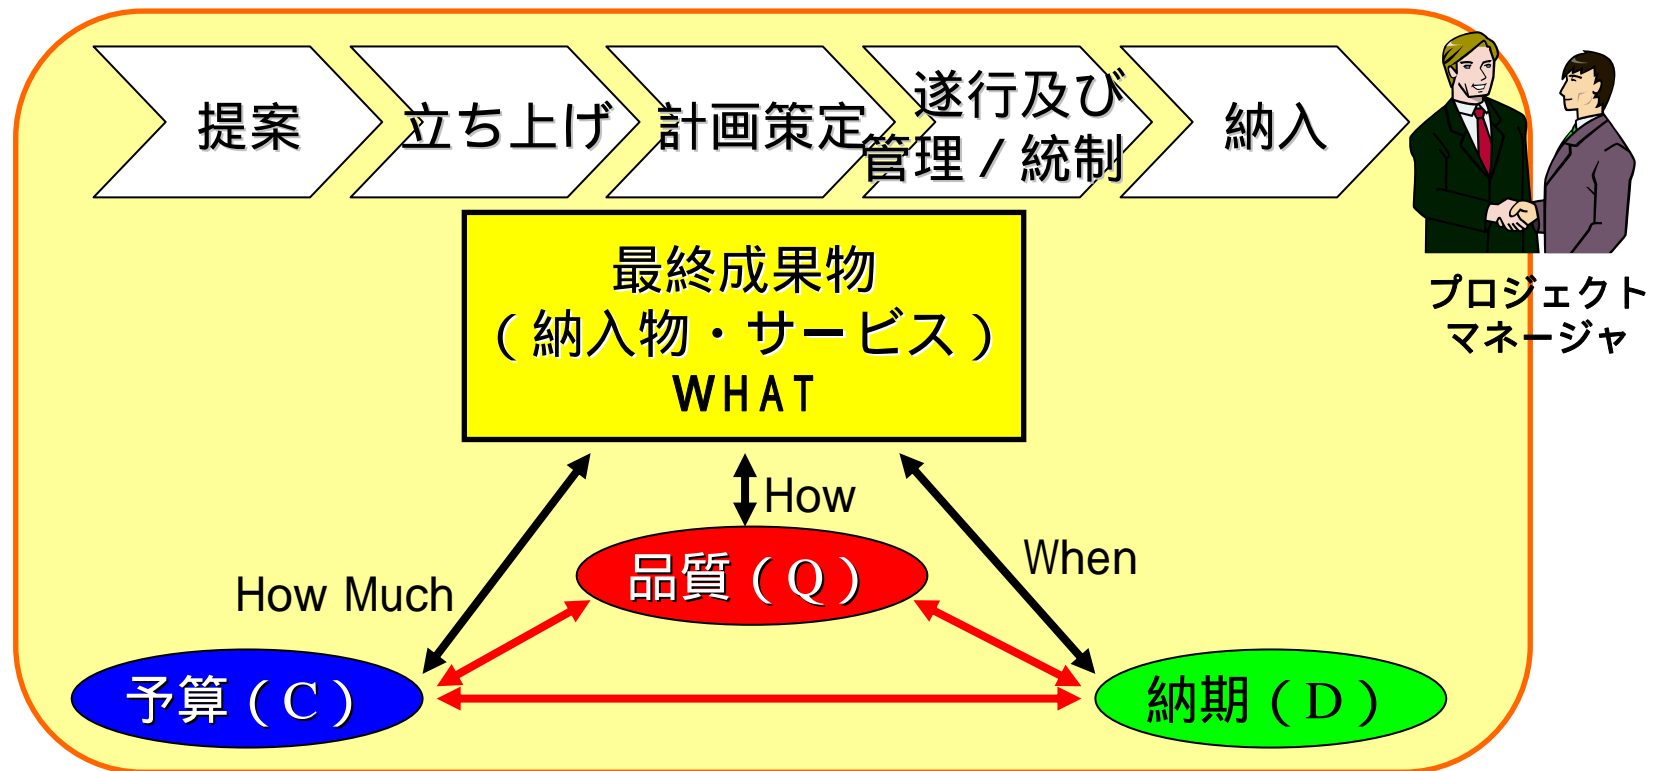 提案
立ち上げ
計画策定
遂行及び
管理／統制
納入
プロジェクト
マネージャ
最終成果物
（納入物・サービス）
ＷＨＡＴ
How
When
How Much
品質（Q）
予算（C）
納期（D）